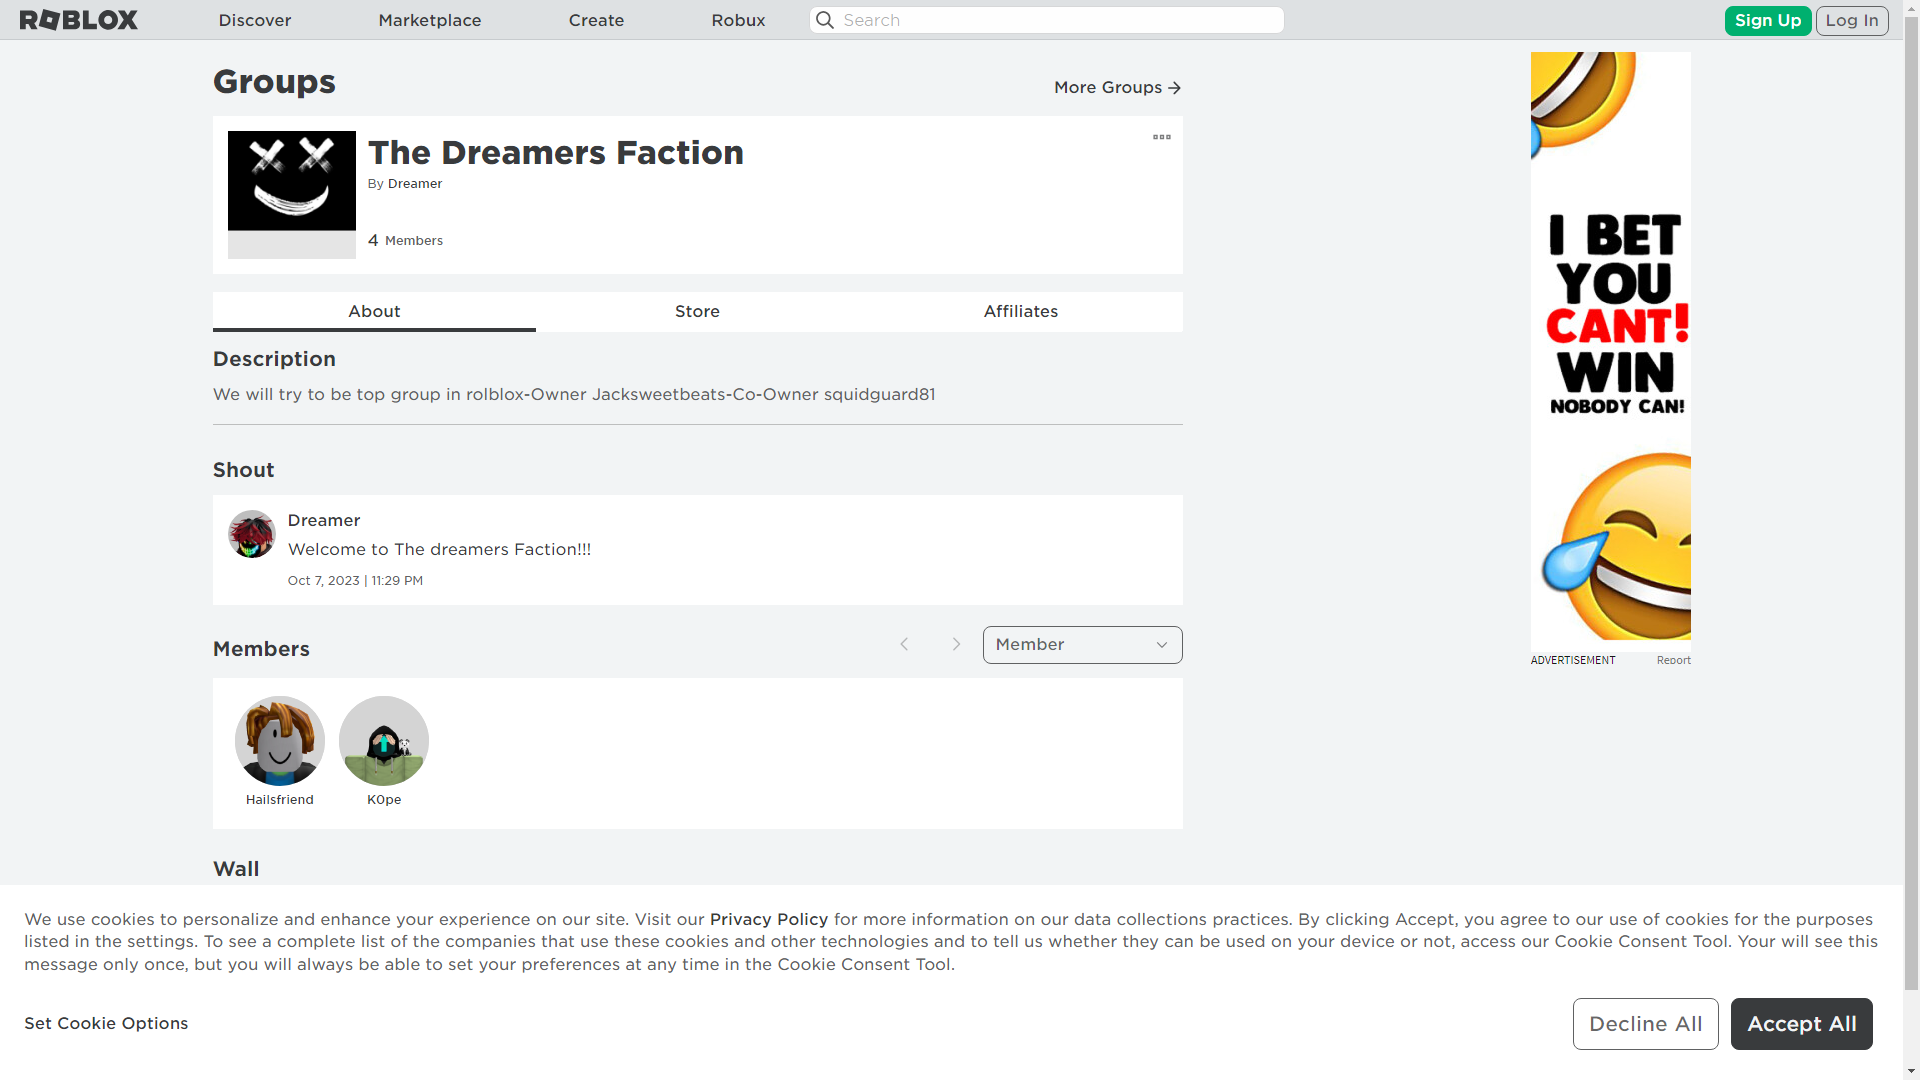 ROBLOX Discover Marketplace Create Robux Search Sign Up Log In
Groups
More Groups
The Dreamers Faction
By Dreamer
4 Members
About Store Affiliates
Description
We will try to be top group in rolblox-Owner Jacksweetbeats-Co-Owner squidguard81
Shout
Dreamer
Welcome to The dreamers Faction!!!
Oct 7, 2023 | 11:29 PM
Members
Member
Hailsfriend K0pe
Wall
I BET
YOU
CANT!
WIN
NOBODY CAN!
ADVERTISEMENT Report
We use cookies to personalize and enhance your experience on our site. Visit our Privacy Policy for more information on our data collections practices. By clicking Accept, you agree to our use of cookies for the purposes
listed in the settings. To see a complete list of the companies that use these cookies and other technologies and to tell us whether they can be used on your device or not, access our Cookie Consent Tool. Your will see this
message only once, but you will always be able to set your preferences at any time in the Cookie Consent Tool.
Set Cookie Options
Decline All Accept All